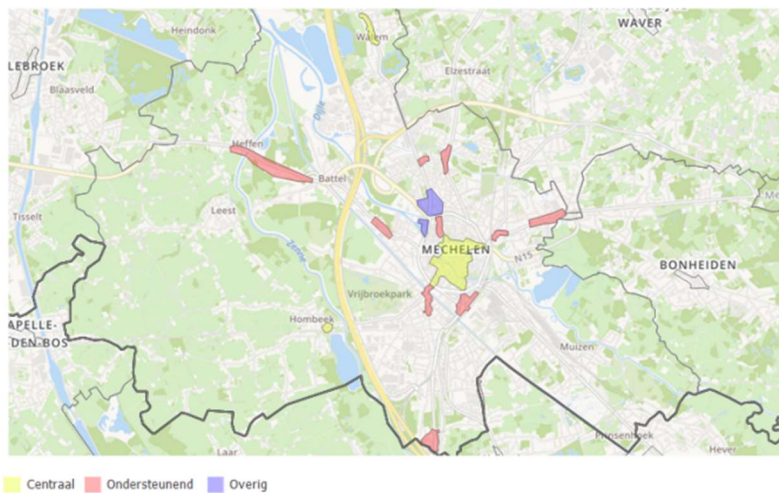 Heindonk
Walem
WAVER
LEBROEK
Elzestraat
Blaasveld
Dijle
Heffen
Battel
Tisselt
Leest
Zenne
MECHELEN
N15
BONHEIDEN
Vrijbroekpark
Hombeek
APELLE-
DEN-BOS
Muizen
Laar
Prinsenhoek
Hever
Centraal
Ondersteunend
Overig